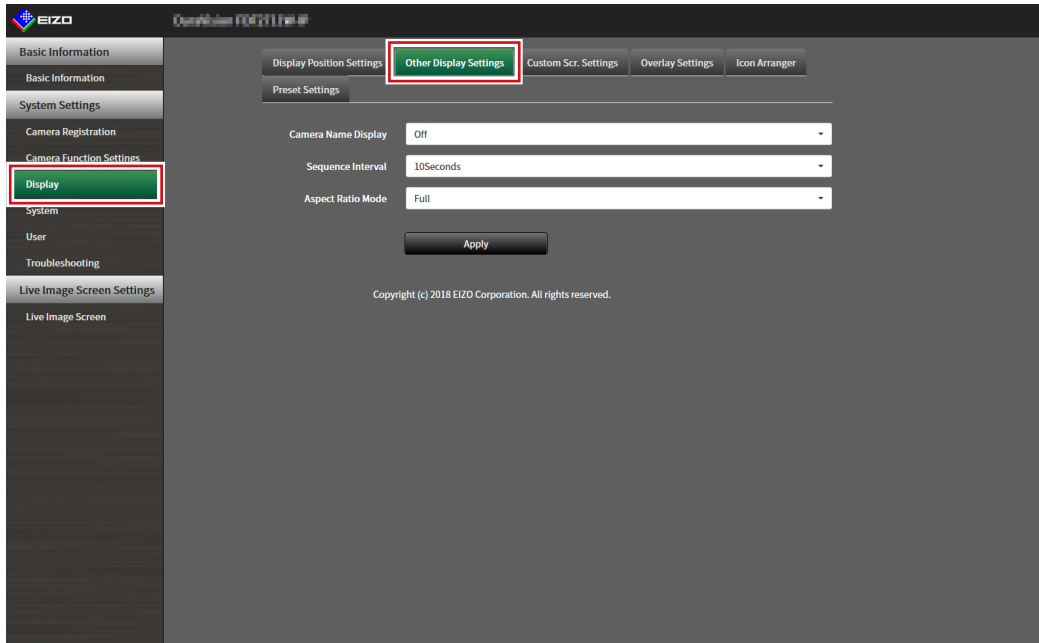 EIZO
Basic Information
Basic Information
System Settings
Camera Registration
Camera Function Settings
Display
System
User
Troubleshooting
Live Image Screen Settings
Live Image Screen
Display Position Settings Other Display Settings Custom Scr. Settings Overlay Settings Icon Arranger
Preset Settings
Camera Name Display Off
Sequence Interval 10Seconds
Aspect Ratio Mode Full
Apply
Copyright (c) 2018 EIZO Corporation. All rights reserved.